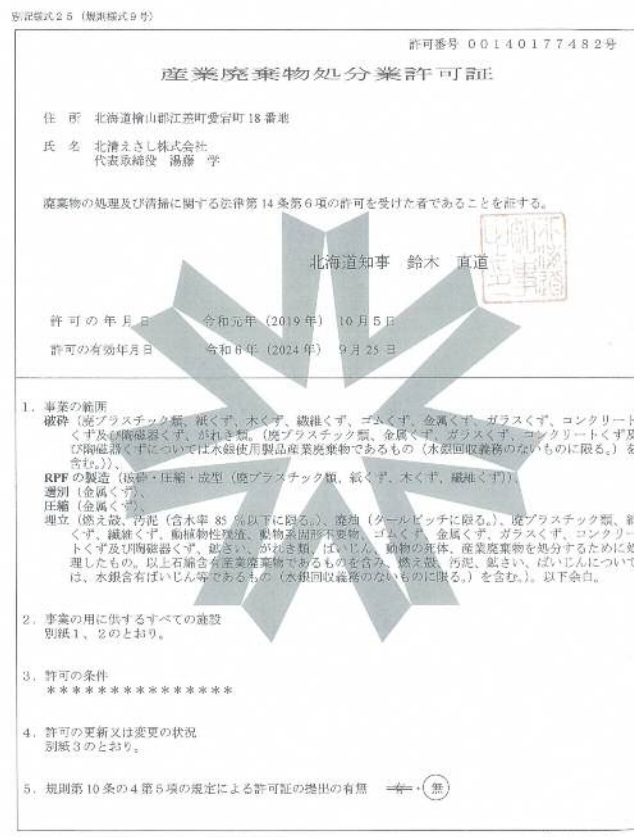 別記様式25（規則様式9号）
許可番号 00140177482号
産業廃棄物処分業許可証
住 所 北海道檜山郡江差町愛宕町18番地
氏 名 北清えさし株式会社
代表取締役 湯藤 学
廃棄物の処理及び清掃に関する法律第14条第6項の許可を受けた者であることを証する。
北海道知事 鈴木 直道
許可の年月日 令和元年（2019年）10月5日
許可の有効年月日 令和6年（2024年）9月25日
1．事業の範囲
破砕（廃プラスチック類、紙くず、木くず、繊維くず、ゴムくず、金属くず、ガラスくず、コンクリート
くず及び陶磁器くず、がれき類。（廃プラスチック類、金属くず、ガラスくず、コンクリートくず及
び陶磁器くずについては水銀使用製品産業廃棄物であるもの（水銀回収義務のないものに限る。）を
含む。））、
RPFの製造（破砕・圧縮・成型（廃プラスチック類、紙くず、木くず、繊維くず））、
選別（金属くず）、
圧縮（金属くず）、
埋立（燃え殻、汚泥（含水率 85 %以下に限る。）、廃油（タールピッチに限る。）、廃プラスチック類、紙
くず、繊維くず、動植物性残渣、動物系固形不要物、ゴムくず、金属くず、ガラスくず、コンクリー
トくず及び陶磁器くず、鉱さい、がれき類、ばいじん、動物の死体、産業廃棄物を処分するために処
理したもの。以上石綿含有産業廃棄物であるものを含み、燃え殻、汚泥、鉱さい、ばいじんについて
は、水銀含有ばいじん等であるもの（水銀回収義務のないものに限る。）を含む。）。以下余白。
2．事業の用に供するすべての施設
別紙1、2のとおり。
3．許可の条件
＊＊＊＊＊＊＊＊＊＊＊＊＊＊＊
4．許可の更新又は変更の状況
別紙3のとおり。
5．規則第10条の4第5項の規定による許可証の提出の有無 有・無